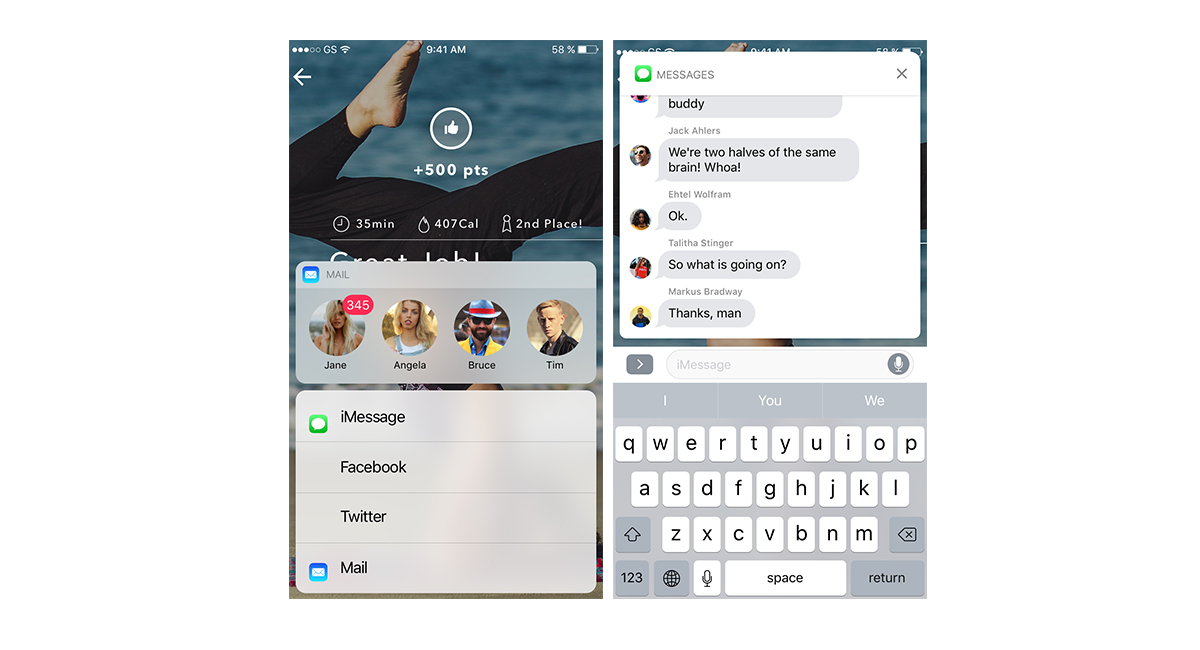 GS 9:41 AM 58 %
+500 pts
35min 407Cal 2nd Place!
Great Job!
MAIL
345
Jane Angela Bruce Tim
iMessage
Facebook
Twitter
Mail
GS 9:41 AM 58 %
MESSAGES
buddy
Jack Ahlers
We're two halves of the same
brain! Whoa!
Ehtel Wolfram
Ok.
Talitha Stinger
So what is going on?
Markus Bradway
Thanks, man
iMessage
I You We
q w e r t y u i o p
a s d f g h j k l
z x c v b n m
123 space return